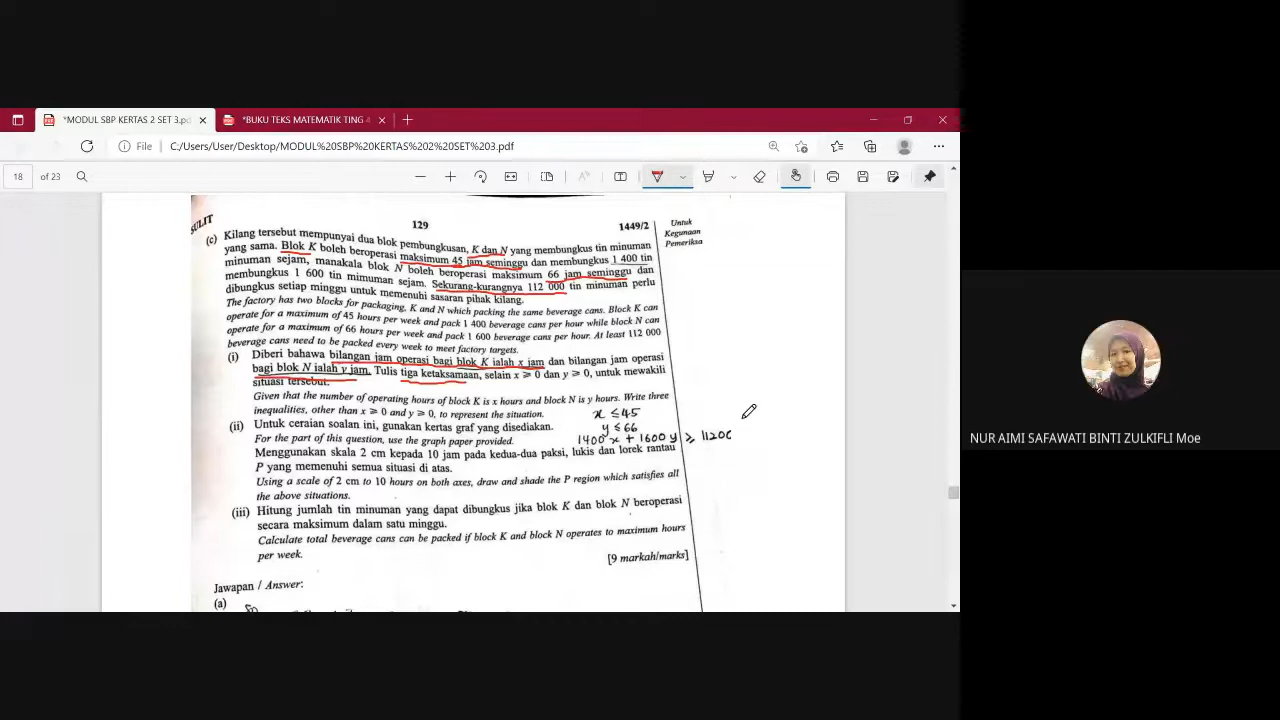 *MODUL SBP KERTAS 2 SET 3.pd
*BUKU TEKS MATEMATIK TING 4
File
C:/Users/User/Desktop/MODUL%20SBP%20KERTAS%202%20SET%203.pdf
18
of 23
SULIT
129
1449/2
Untuk
Kegunaan
Pemeriksa
(c) Kilang tersebut mempunyai dua blok pembungkusan, K dan N yang membungkus tin minuman
yang sama. Blok K boleh beroperasi maksimum 45 jam seminggu dan membungkus 1 400 tin
minuman sejam, manakala blok N boleh beroperasi maksimum 66 jam seminggu dan
membungkus 1 600 tin mimuman sejam. Sekurang-kurangnya 112 000 tin minuman perlu
dibungkus setiap minggu untuk memenuhi sasaran pihak kilang.
The factory has two blocks for packaging, K and N which packing the same beverage cans. Block K can
operate for a maximum of 45 hours per week and pack 1 400 beverage cans per hour while block N can
operate for a maximum of 66 hours per week and pack 1 600 beverage cans per hour. At least 112 000
beverage cans need to be packed every week to meet factory targets.
(i) Diberi bahawa bilangan jam operasi bagi blok K ialah x jam dan bilangan jam operasi
bagi blok N ialah y jam. Tulis tiga ketaksamaan, selain x ⩾ 0 dan y ⩾ 0, untuk mewakili
situasi tersebut.
Given that the number of operating hours of block K is x hours and block N is y hours. Write three
inequalities, other than x ⩾ 0 and y ⩾ 0, to represent the situation.
x ≤ 45
(ii) Untuk ceraian soalan ini, gunakan kertas graf yang disediakan.
y ≤ 66
For the part of this question, use the graph paper provided.
1400 x + 1600 y ⩾ 11200
Menggunakan skala 2 cm kepada 10 jam pada kedua-dua paksi, lukis dan lorek rantau
P yang memenuhi semua situasi di atas.
Using a scale of 2 cm to 10 hours on both axes, draw and shade the P region which satisfies all
the above situations.
(iii) Hitung jumlah tin minuman yang dapat dibungkus jika blok K dan blok N beroperasi
secara maksimum dalam satu minggu.
Calculate total beverage cans can be packed if block K and block N operates to maximum hours
per week.
[9 markah/marks]
Jawapan / Answer:
(a)
NUR AIMI SAFAWATI BINTI ZULKIFLI Moe